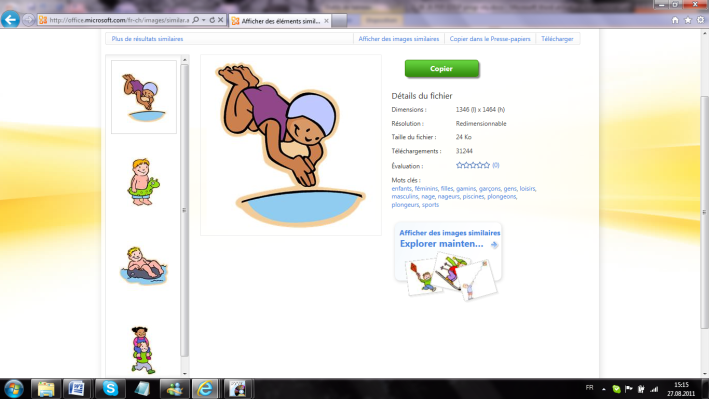 http://office.microsoft.com/fr-ch/images/similar.a
Afficher des éléments simil...
Plus de résultats similaires
Afficher des images similaires
Copier dans le Presse-papiers
Télécharger
Copier
Détails du fichier
Dimensions : 1346 (l) x 1464 (h)
Résolution : Redimensionnable
Taille du fichier : 24 Ko
Téléchargements : 31244
Évaluation : (0)
Mots clés :
enfants, féminins, filles, gamins, garçons, gens, loisirs,
masculins, nage, nageurs, piscines, plongeons,
plongeurs, sports
Afficher des images similaires
Explorer mainten...
FR
15:15
27.08.2011